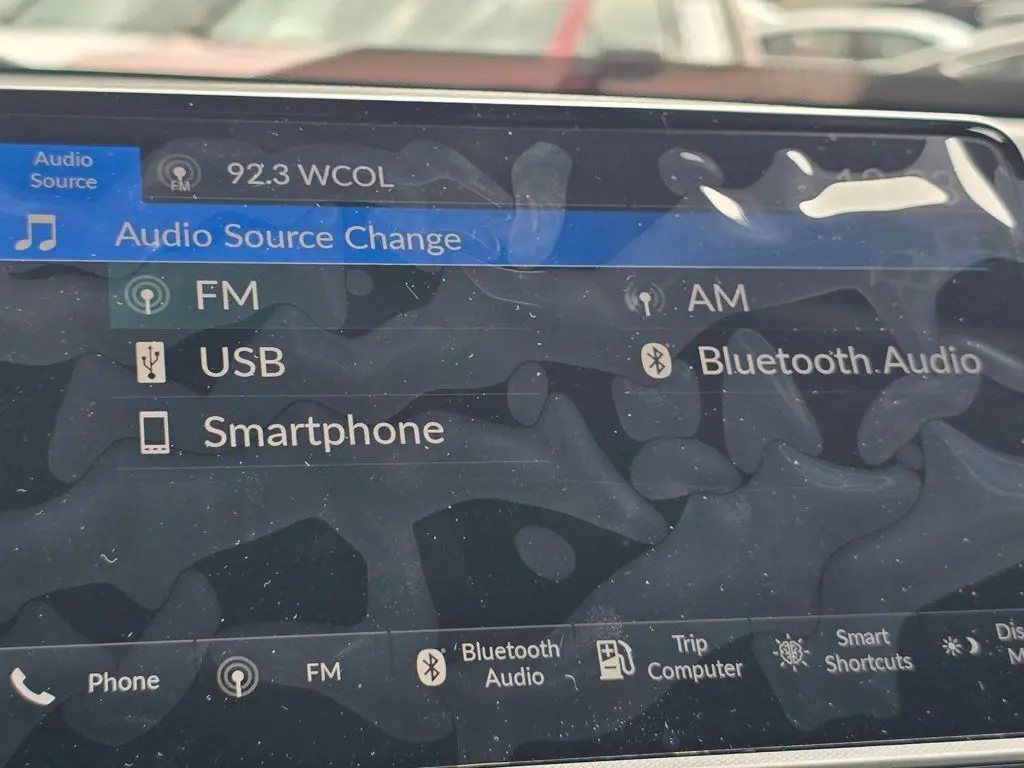 Audio
Source
FM
92.3 WCOL
Audio Source Change
FM
AM
USB
Bluetooth Audio
Smartphone
Phone
FM
Bluetooth
Audio
Trip
Computer
Smart
Shortcuts